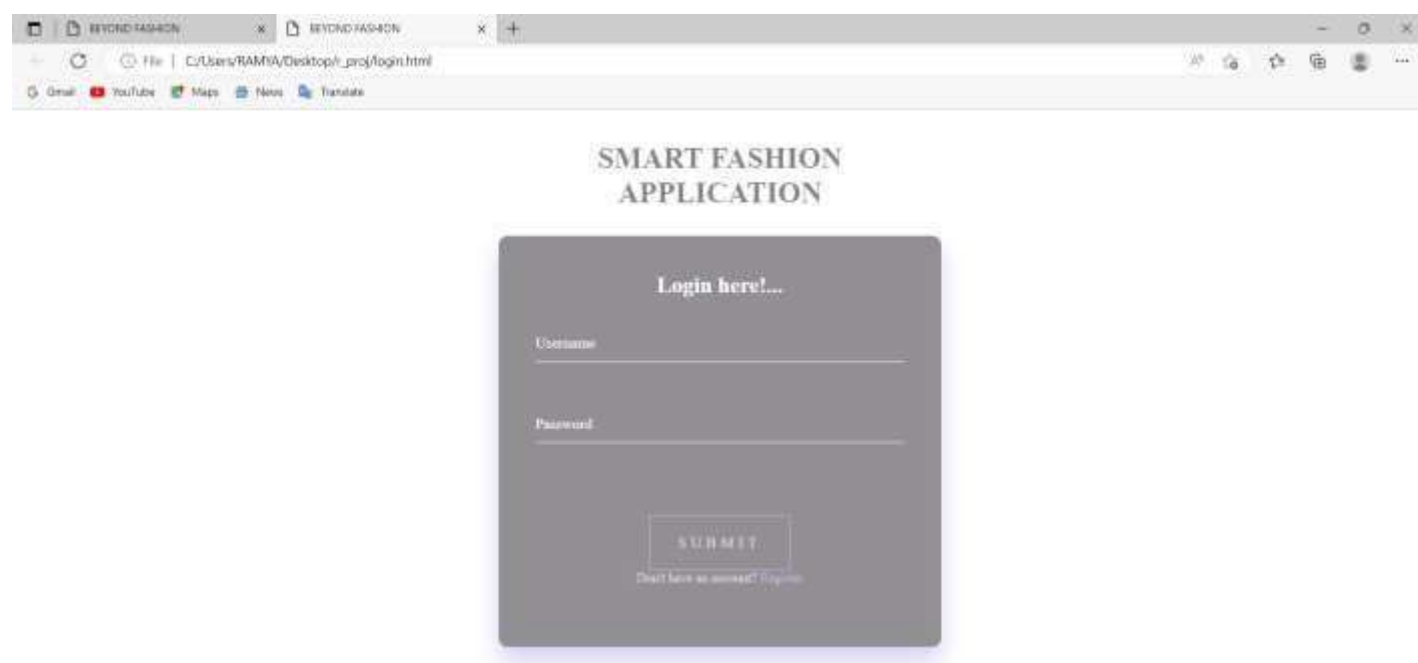 BEYOND FASHION
BEYOND FASHION
File | C:/Users/RAMYA/Desktop/r_proj/login.html
Gmail YouTube Maps News Translate
SMART FASHION
APPLICATION
Login here!...
Username
Password
SUBMIT
Don't have an account? Register